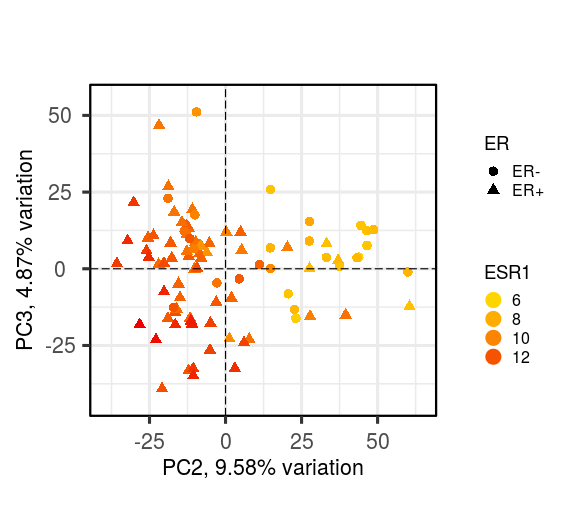 50
25
0
-25
PC3, 4.87% variation
-25 0 25 50
PC2, 9.58% variation
ER
ER-
ER+
ESR1
6
8
10
12